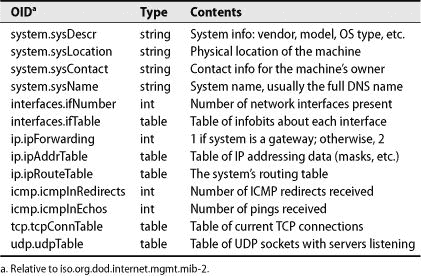 OIDa Type Contents
system.sysDescr string System info: vendor, model, OS type, etc.
system.sysLocation string Physical location of the machine
system.sysContact string Contact info for the machine's owner
system.sysName string System name, usually the full DNS name
interfaces.ifNumber int Number of network interfaces present
interfaces.ifTable table Table of infobits about each interface
ip.ipForwarding int 1 if system is a gateway; otherwise, 2
ip.ipAddrTable table Table of IP addressing data (masks, etc.)
ip.ipRouteTable table The system's routing table
icmp.icmpInRedirects int Number of ICMP redirects received
icmp.icmpInEchos int Number of pings received
tcp.tcpConnTable table Table of current TCP connections
udp.udpTable table Table of UDP sockets with servers listening
a. Relative to iso.org.dod.internet.mgmt.mib-2.